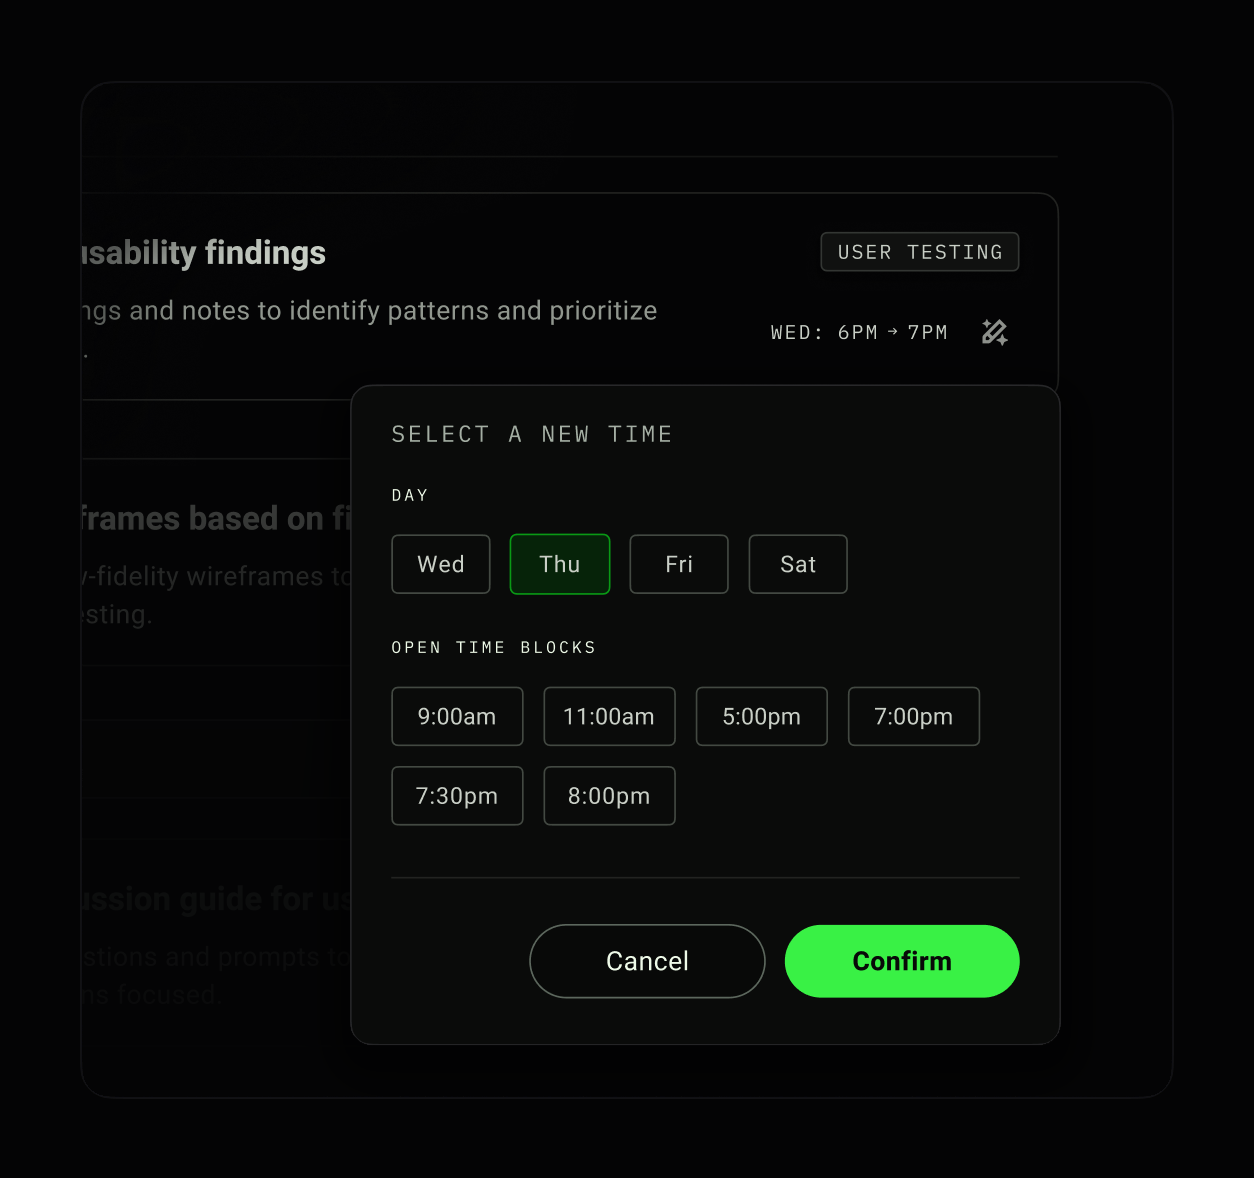 usability findings
USER TESTING
ngs and notes to identify patterns and prioritize
.
WED: 6PM → 7PM
SELECT A NEW TIME
DAY
frames based on fi
Wed Thu Fri Sat
-fidelity wireframes to
esting.
OPEN TIME BLOCKS
9:00am 11:00am 5:00pm 7:00pm
7:30pm 8:00pm
ussion guide for us
stions and prompts to
ns focused.
Cancel Confirm